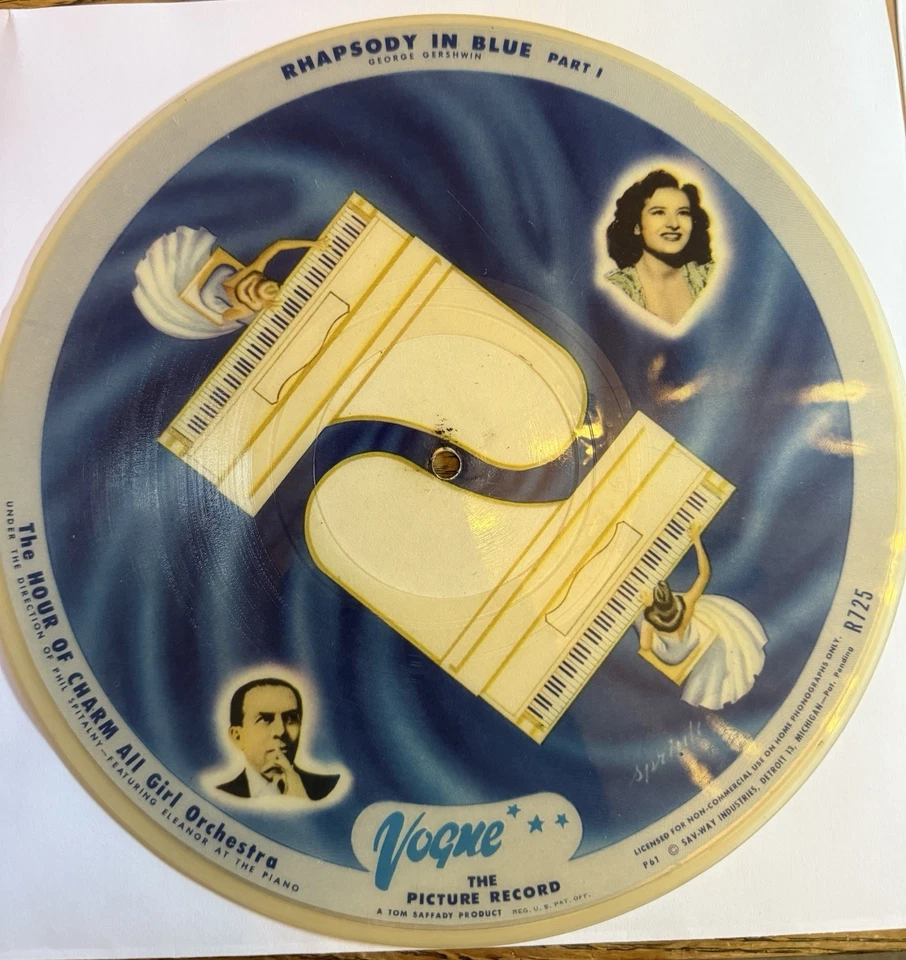 RHAPSODY IN BLUE PART I
GEORGE GERSHWIN
The HOUR OF CHARM All Girl Orchestra
UNDER THE DIRECTION OF PHIL SPITALNY—FEATURING ELEANOR AT THE PIANO
sprink
Vogue
THE
PICTURE RECORD
A TOM SAFFADY PRODUCT REG. U. S. PAT. OFF.
LICENSED FOR NON-COMMERCIAL USE ON HOME PHONOGRAPHS ONLY.
P61 © SAV-WAY INDUSTRIES, DETROIT 13, MICHIGAN—Pat. Pending
R725